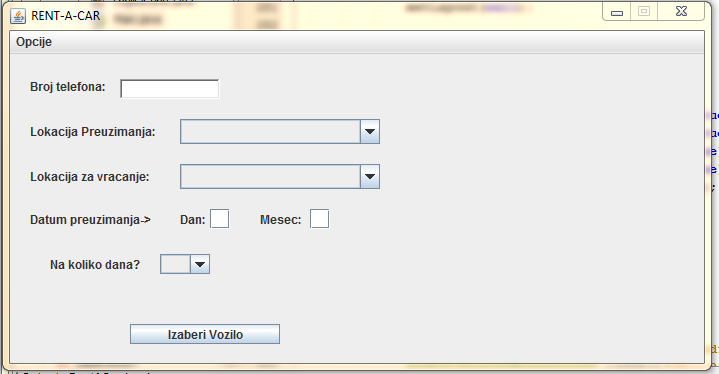 RENT-A-CAR
Opcije
Broj telefona:
Lokacija Preuzimanja:
Lokacija za vracanje:
Datum preuzimanja-> Dan: Mesec:
Na koliko dana?
Izaberi Vozilo